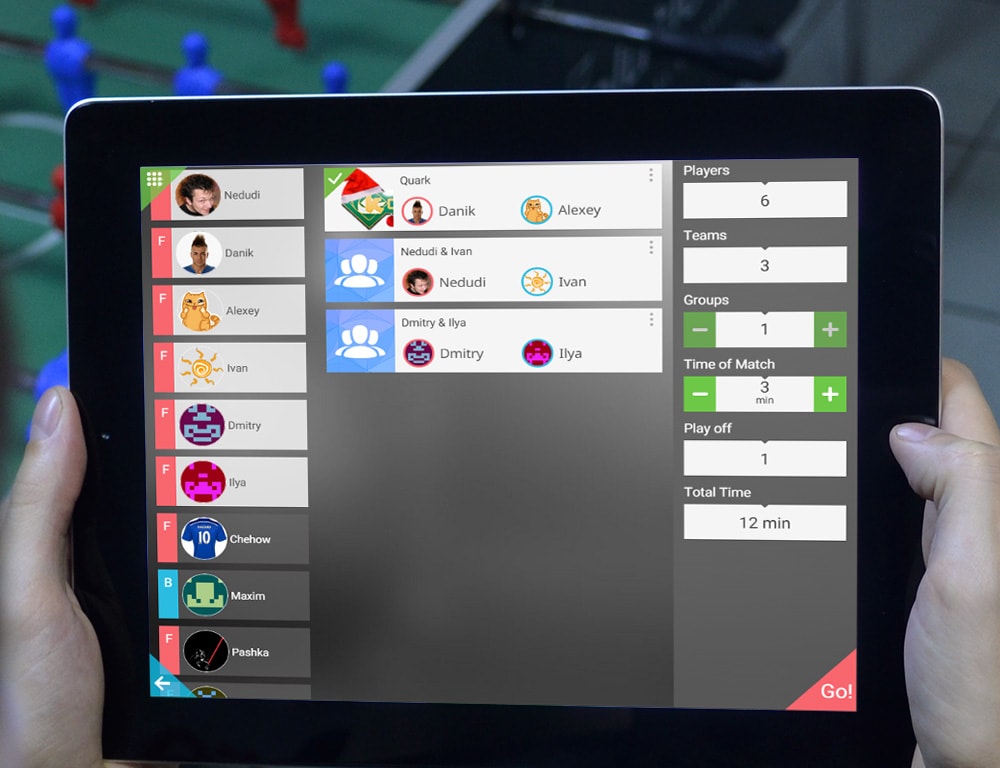 Nedudi
F
Danik
F
Alexey
F
Ivan
F
Dmitry
F
Ilya
F
10
Chehow
B
Maxim
F
Pashka
Quark
Danik
Alexey
Nedudi & Ivan
Nedudi
Ivan
Dmitry & Ilya
Dmitry
Ilya
Players
6
Teams
3
Groups
− 1 +
Time of Match
− 3 +
min
Play off
1
Total Time
12 min
Go!